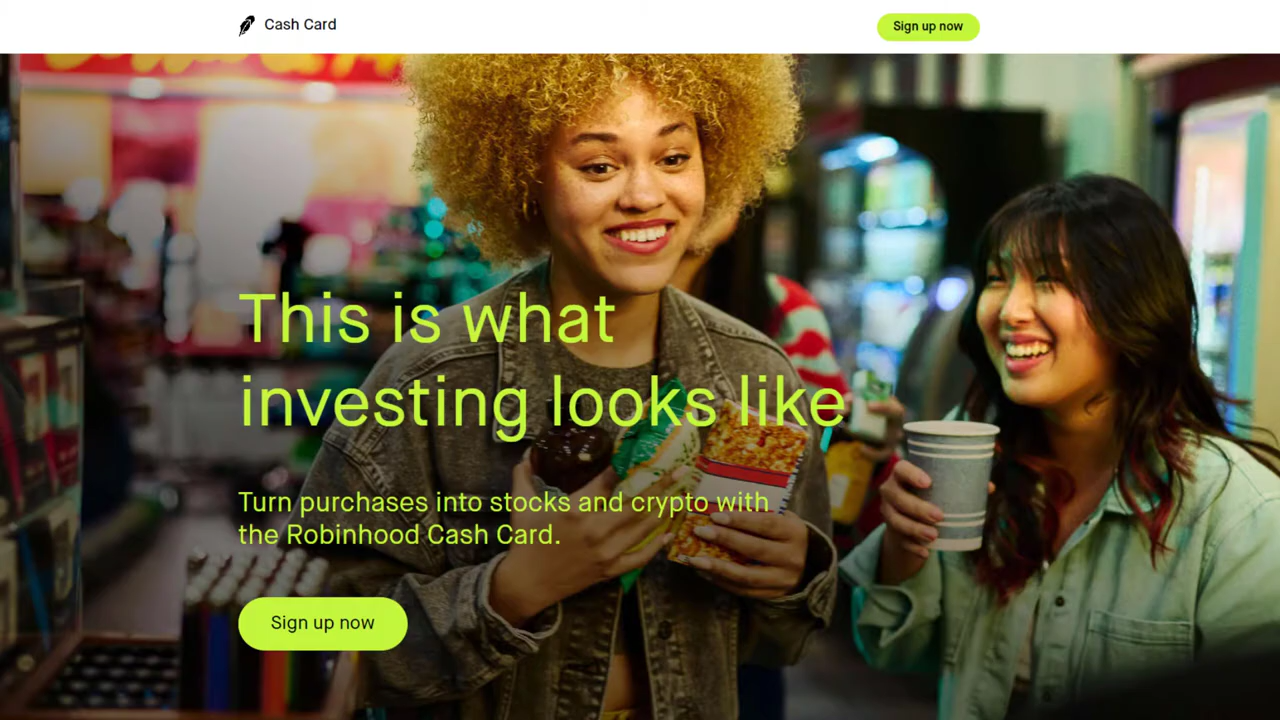 Cash Card
Sign up now
This is what
investing looks like
Turn purchases into stocks and crypto with
the Robinhood Cash Card.
Sign up now